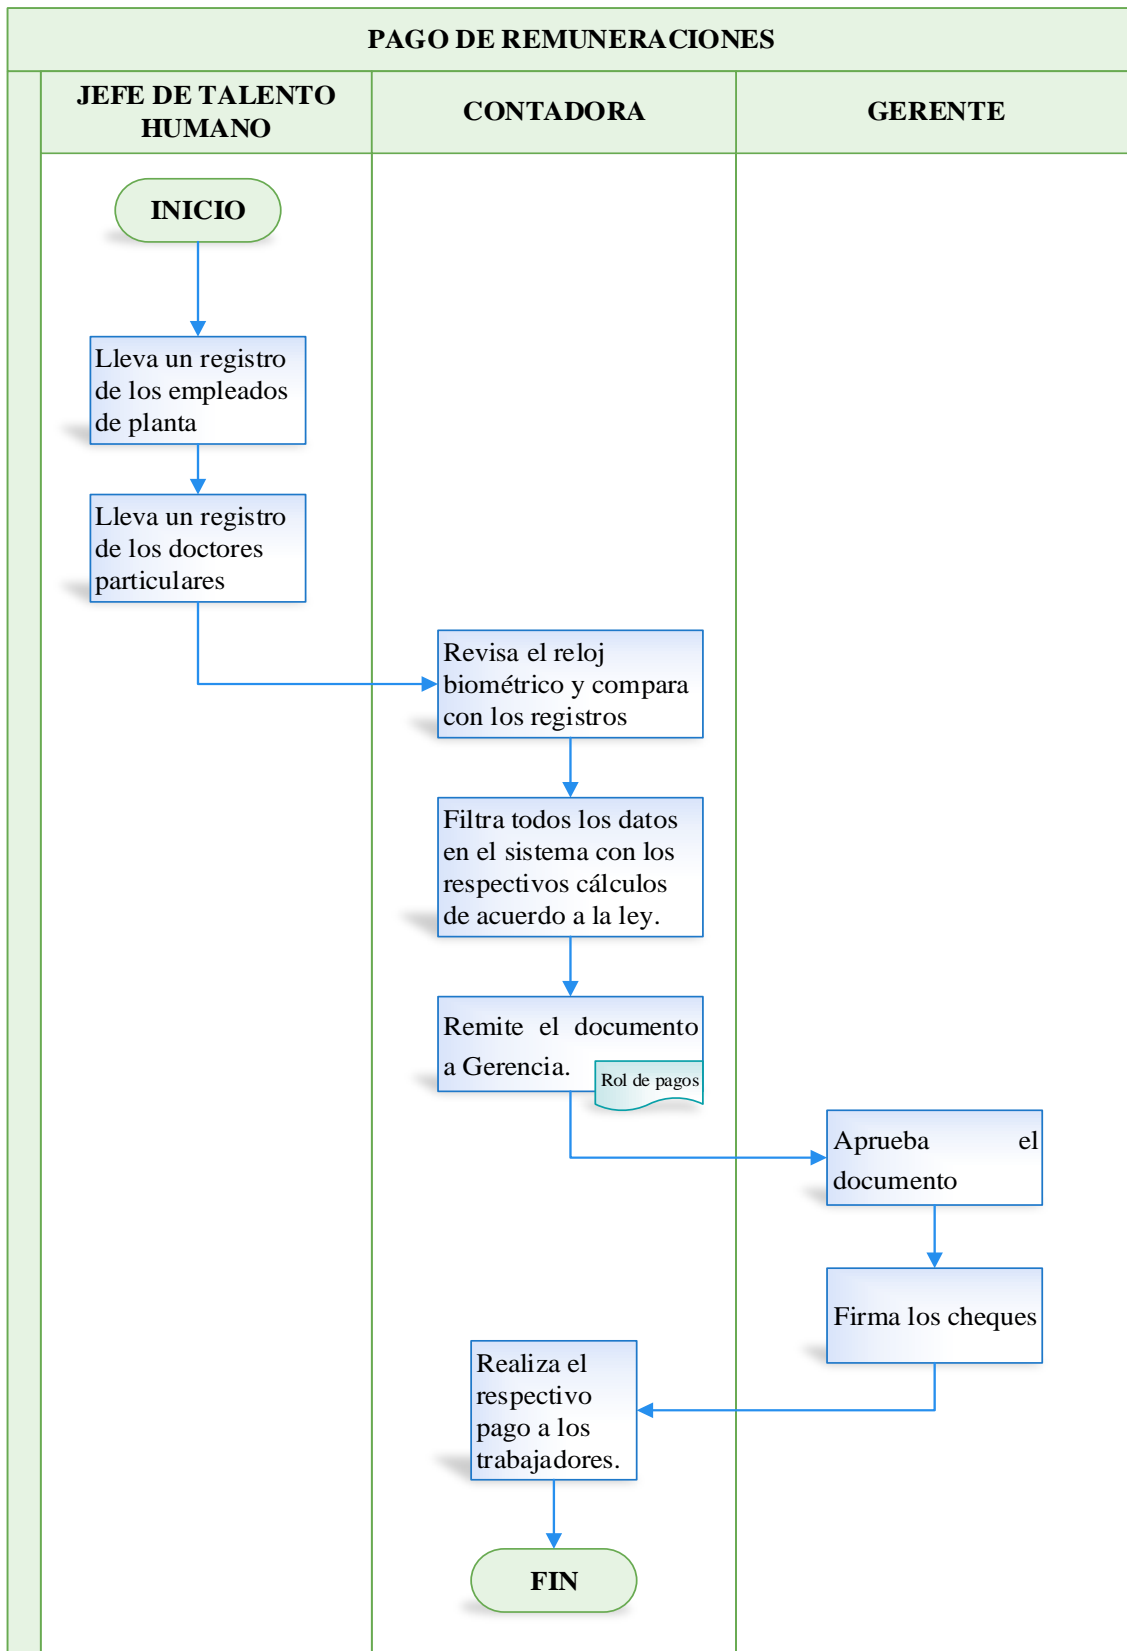 PAGO DE REMUNERACIONES
JEFE DE TALENTO
HUMANO
CONTADORA
GERENTE
INICIO
Lleva un registro
de los empleados
de planta
Lleva un registro
de los doctores
particulares
Revisa el reloj
biométrico y compara
con los registros
Filtra todos los datos
en el sistema con los
respectivos cálculos
de acuerdo a la ley.
Remite el documento
a Gerencia.
Rol de pagos
Aprueba el
documento
Firma los cheques
Realiza el
respectivo
pago a los
trabajadores.
FIN